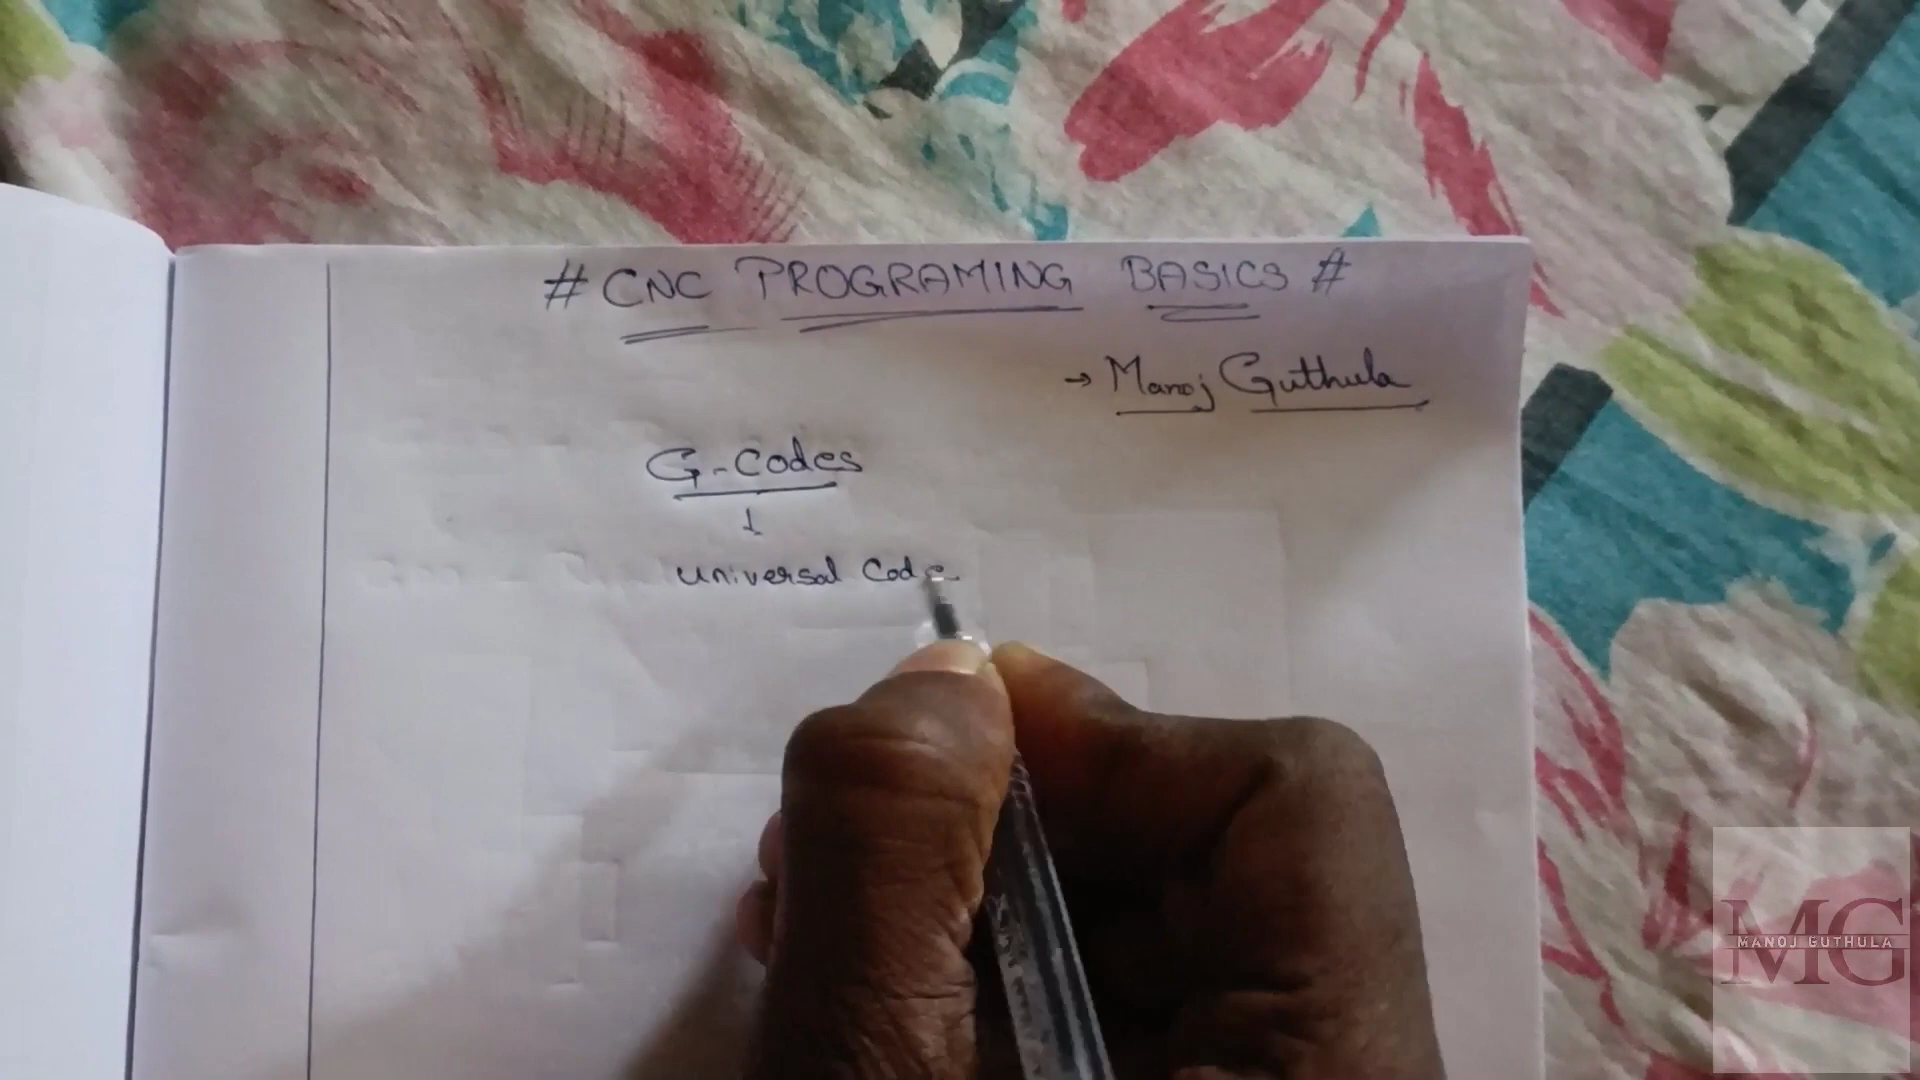 # CNC PROGRAMING BASICS #
→ Manoj Guthula
G-Codes
↓
Universal Code
MG
MANOJ GUTHULA